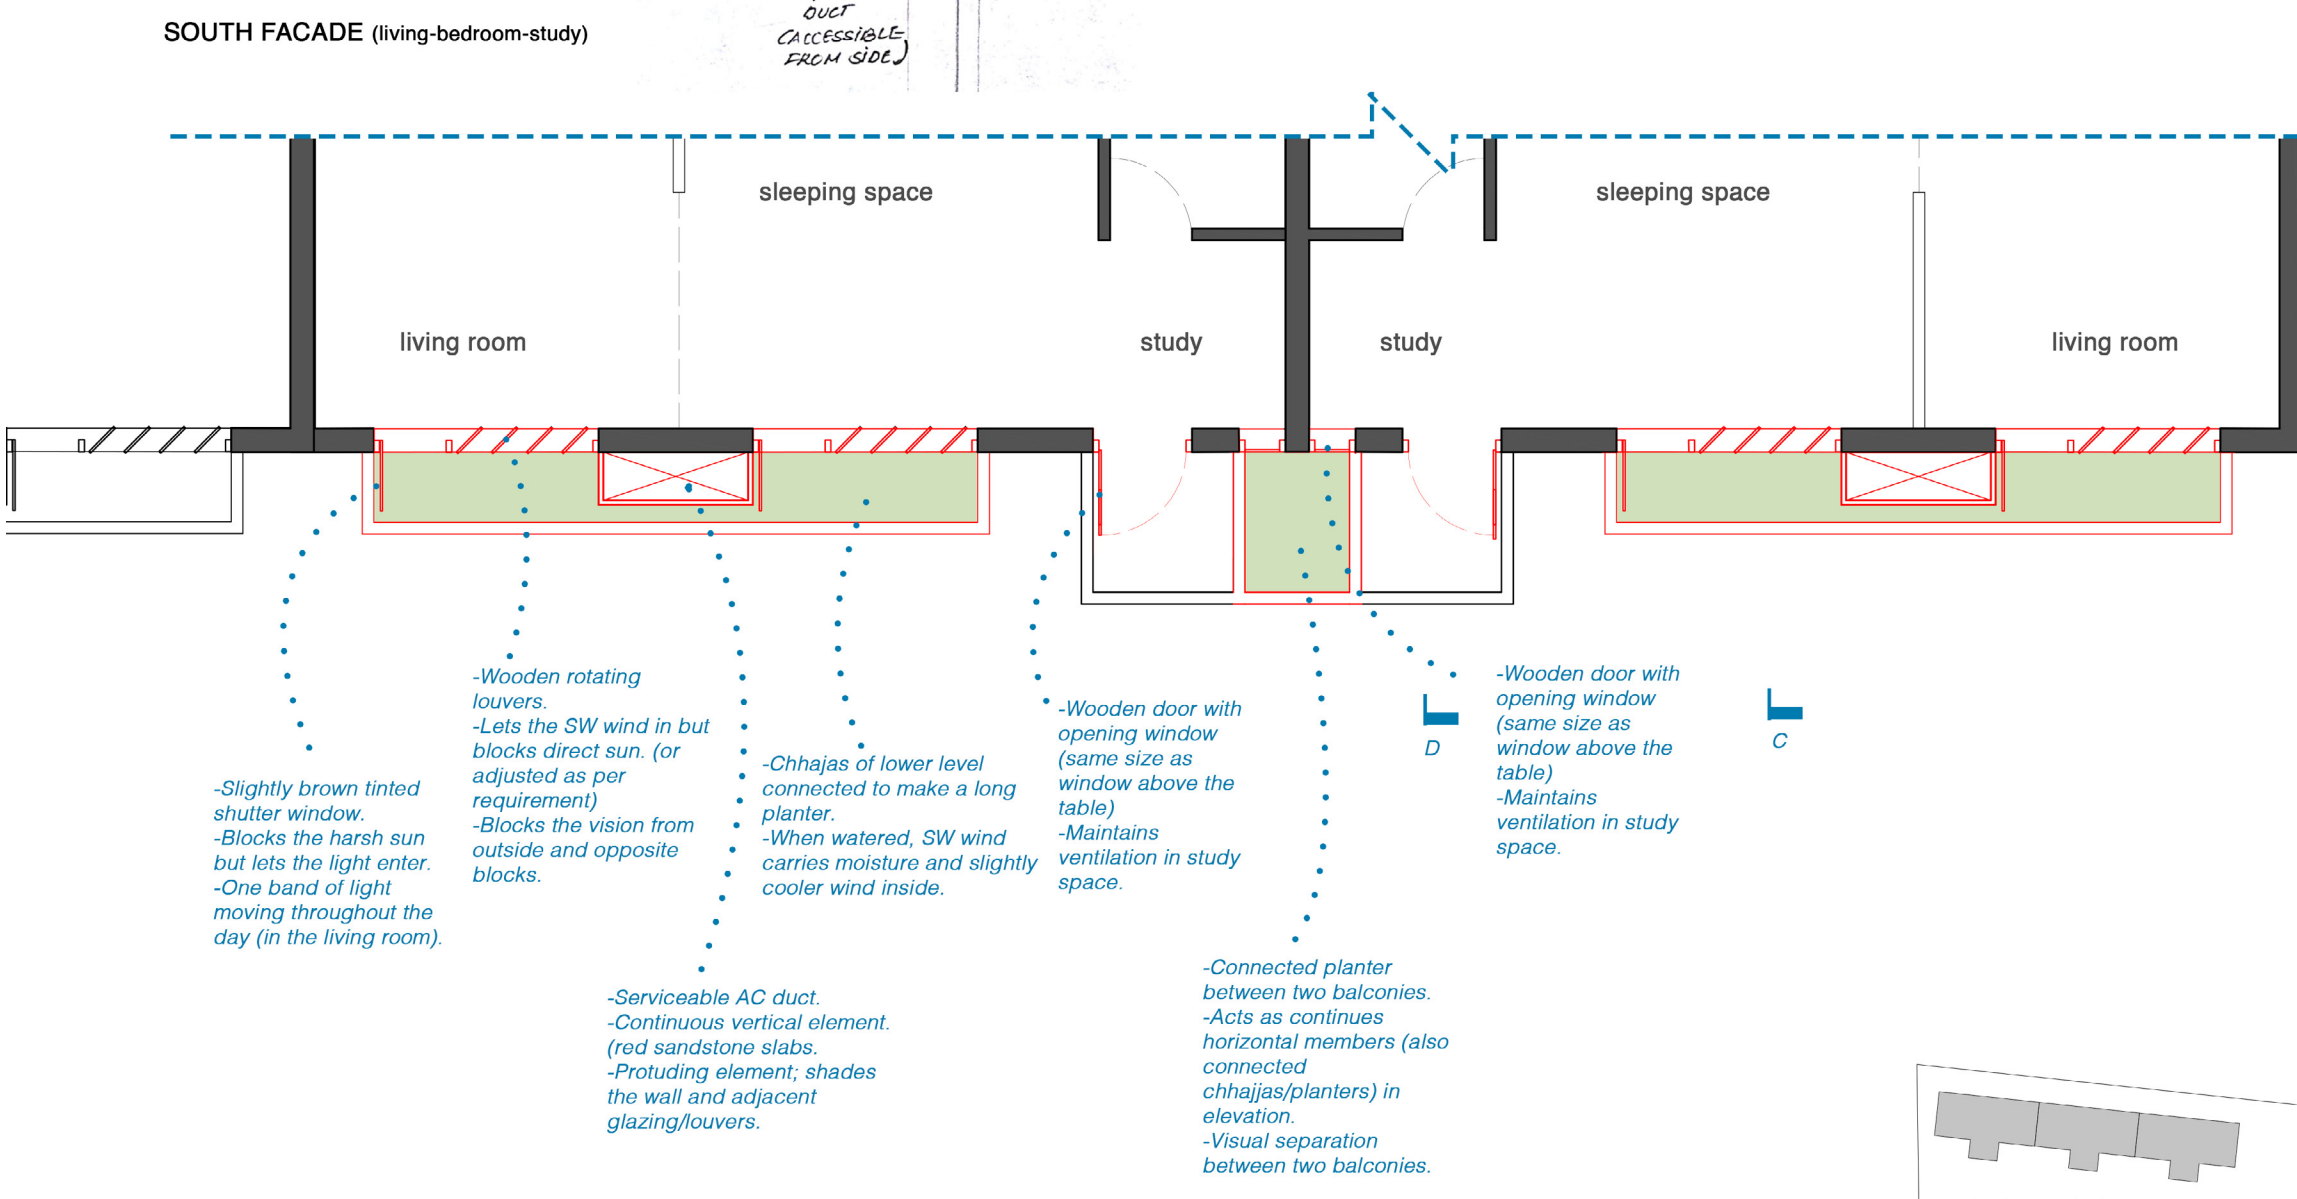 SOUTH FACADE (living-bedroom-study)
DUCT
(ACCESSIBLE
FROM SIDE)
sleeping space
sleeping space
living room
study
study
living room
-Slightly brown tinted
shutter window.
-Blocks the harsh sun
but lets the light enter.
-One band of light
moving throughout the
day (in the living room).
-Wooden rotating
louvers.
-Lets the SW wind in but
blocks direct sun. (or
adjusted as per
requirement)
-Blocks the vision from
outside and opposite
blocks.
-Serviceable AC duct.
-Continuous vertical element.
(red sandstone slabs.
-Protuding element; shades
the wall and adjacent
glazing/louvers.
-Chhajas of lower level
connected to make a long
planter.
-When watered, SW wind
carries moisture and slightly
cooler wind inside.
-Wooden door with
opening window
(same size as
window above the
table)
-Maintains
ventilation in study
space.
-Connected planter
between two balconies.
-Acts as continues
horizontal members (also
connected
chhajjas/planters) in
elevation.
-Visual separation
between two balconies.
D
-Wooden door with
opening window
(same size as
window above the
table)
-Maintains
ventilation in study
space.
C